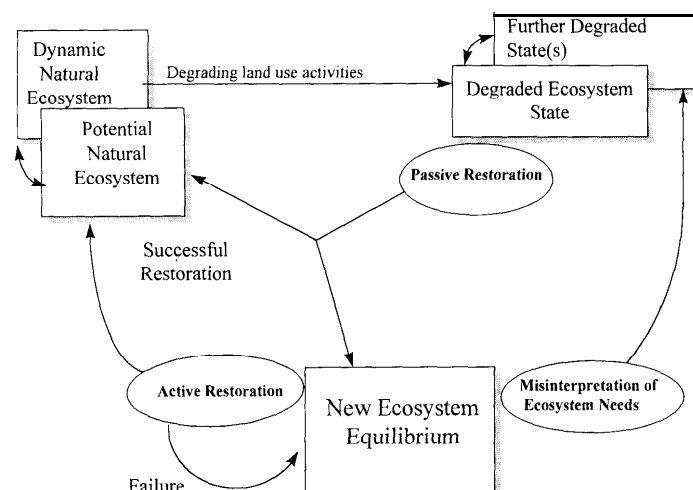 Dynamic
Natural
Ecosystem
Potential
Natural
Ecosystem
Degrading land use activities
Further Degraded
State(s)
Degraded Ecosystem
State
Passive Restoration
Successful
Restoration
Active Restoration
New Ecosystem
Equilibrium
Misinterpretation of
Ecosystem Needs
Failure